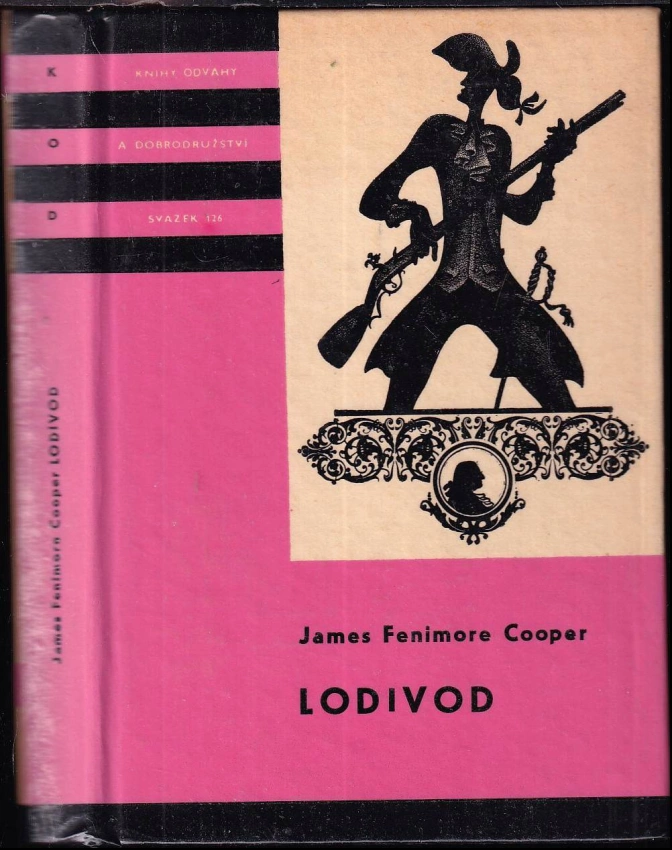 K
KNIHY ODVAHY
O
A DOBRODRUŽSTVÍ
D
SVAZEK 126
James Fenimore Cooper LODIVOD
James Fenimore Cooper
LODIVOD